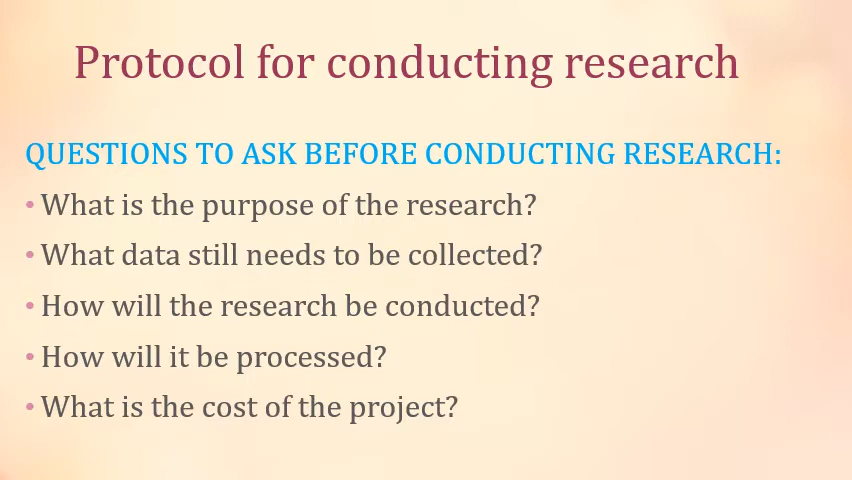 Protocol for conducting research
QUESTIONS TO ASK BEFORE CONDUCTING RESEARCH:
• What is the purpose of the research?
• What data still needs to be collected?
• How will the research be conducted?
• How will it be processed?
• What is the cost of the project?